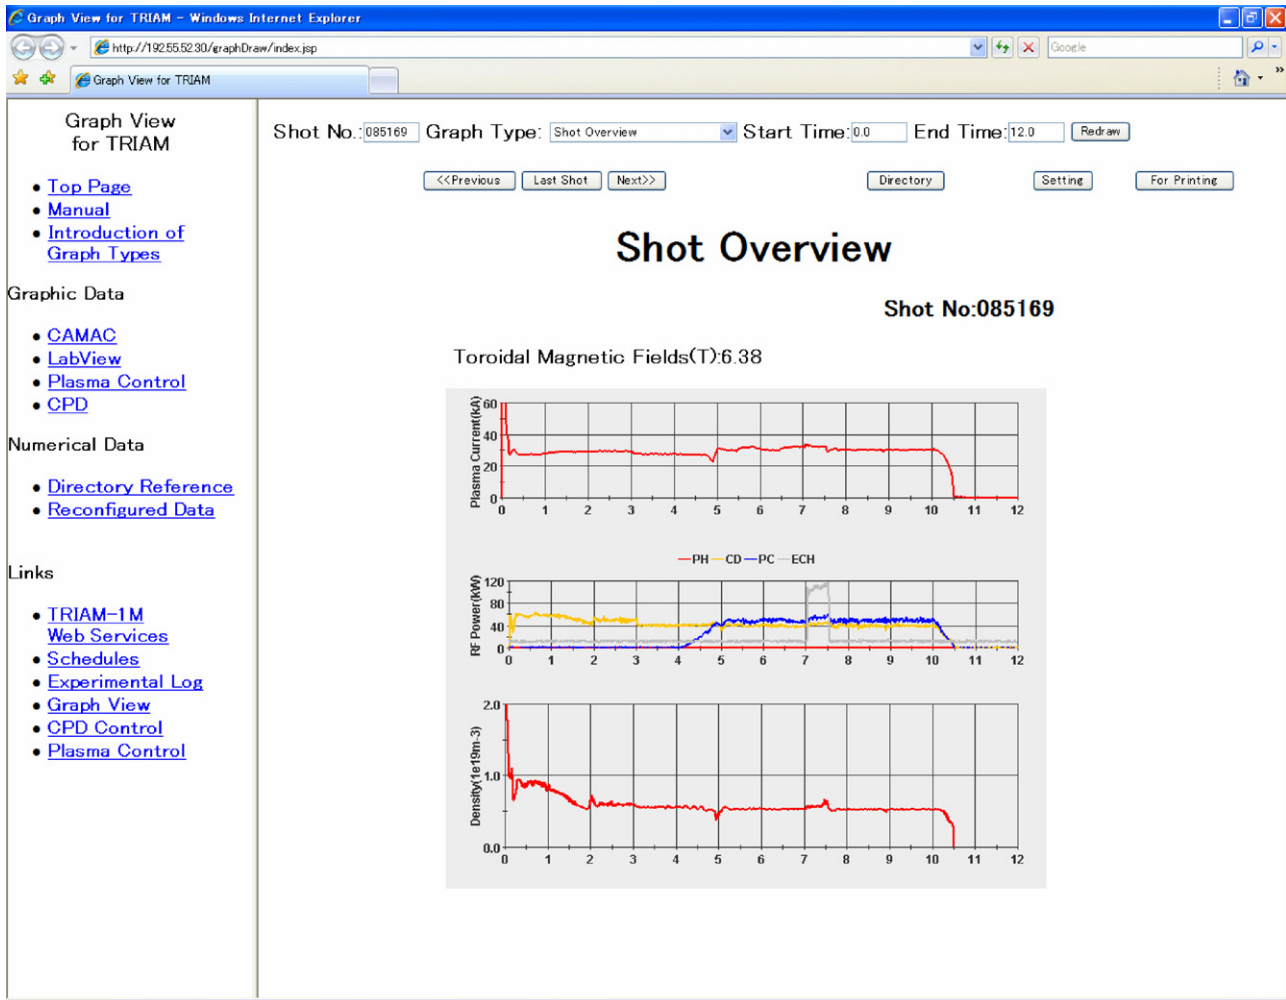 Graph View for TRIAM - Windows Internet Explorer
http://192.55.52.30/graphDraw/index.jsp
Google
Graph View for TRIAM
Graph View
for TRIAM
Top Page
Manual
Introduction of
Graph Types
Graphic Data
CAMAC
LabView
Plasma Control
CPD
Numerical Data
Directory Reference
Reconfigured Data
Links
TRIAM-1M
Web Services
Schedules
Experimental Log
Graph View
CPD Control
Plasma Control
Shot No.: 085169 Graph Type: Shot Overview Start Time: 0.0 End Time: 12.0 Redraw
<<Previous Last Shot Next>> Directory Setting For Printing
Shot Overview
Shot No:085169
Toroidal Magnetic Fields(T):6.38
Plasma Current(kA)
60
40
20
0
0 1 2 3 4 5 6 7 8 9 10 11 12
PH CD PC ECH
RF Power(kW)
120
80
40
0
0 1 2 3 4 5 6 7 8 9 10 11 12
Density(1e19m-3)
2.0
1.0
0.0
0 1 2 3 4 5 6 7 8 9 10 11 12